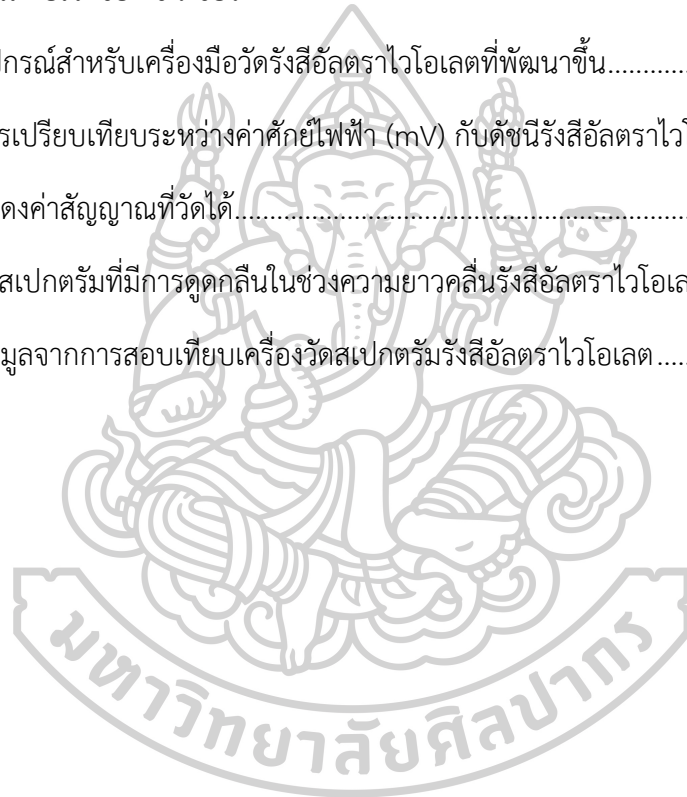 ปกรณ์สำหรับเครื่องมือวัดรังสีอัลตราไวโอเลตที่พัฒนาขึ้น............
รเปรียบเทียบระหว่างค่าศักย์ไฟฟ้า (mV) กับดัชนีรังสีอัลตราไวโ
ดงค่าสัญญาณที่วัดได้............................................................
สเปกตรัมที่มีการดูดกลืนในช่วงความยาวคลื่นรังสีอัลตราไวโอเล
มูลจากการสอบเทียบเครื่องวัดสเปกตรัมรังสีอัลตราไวโอเลต......
มหาวิทยาลัยศิลปากร